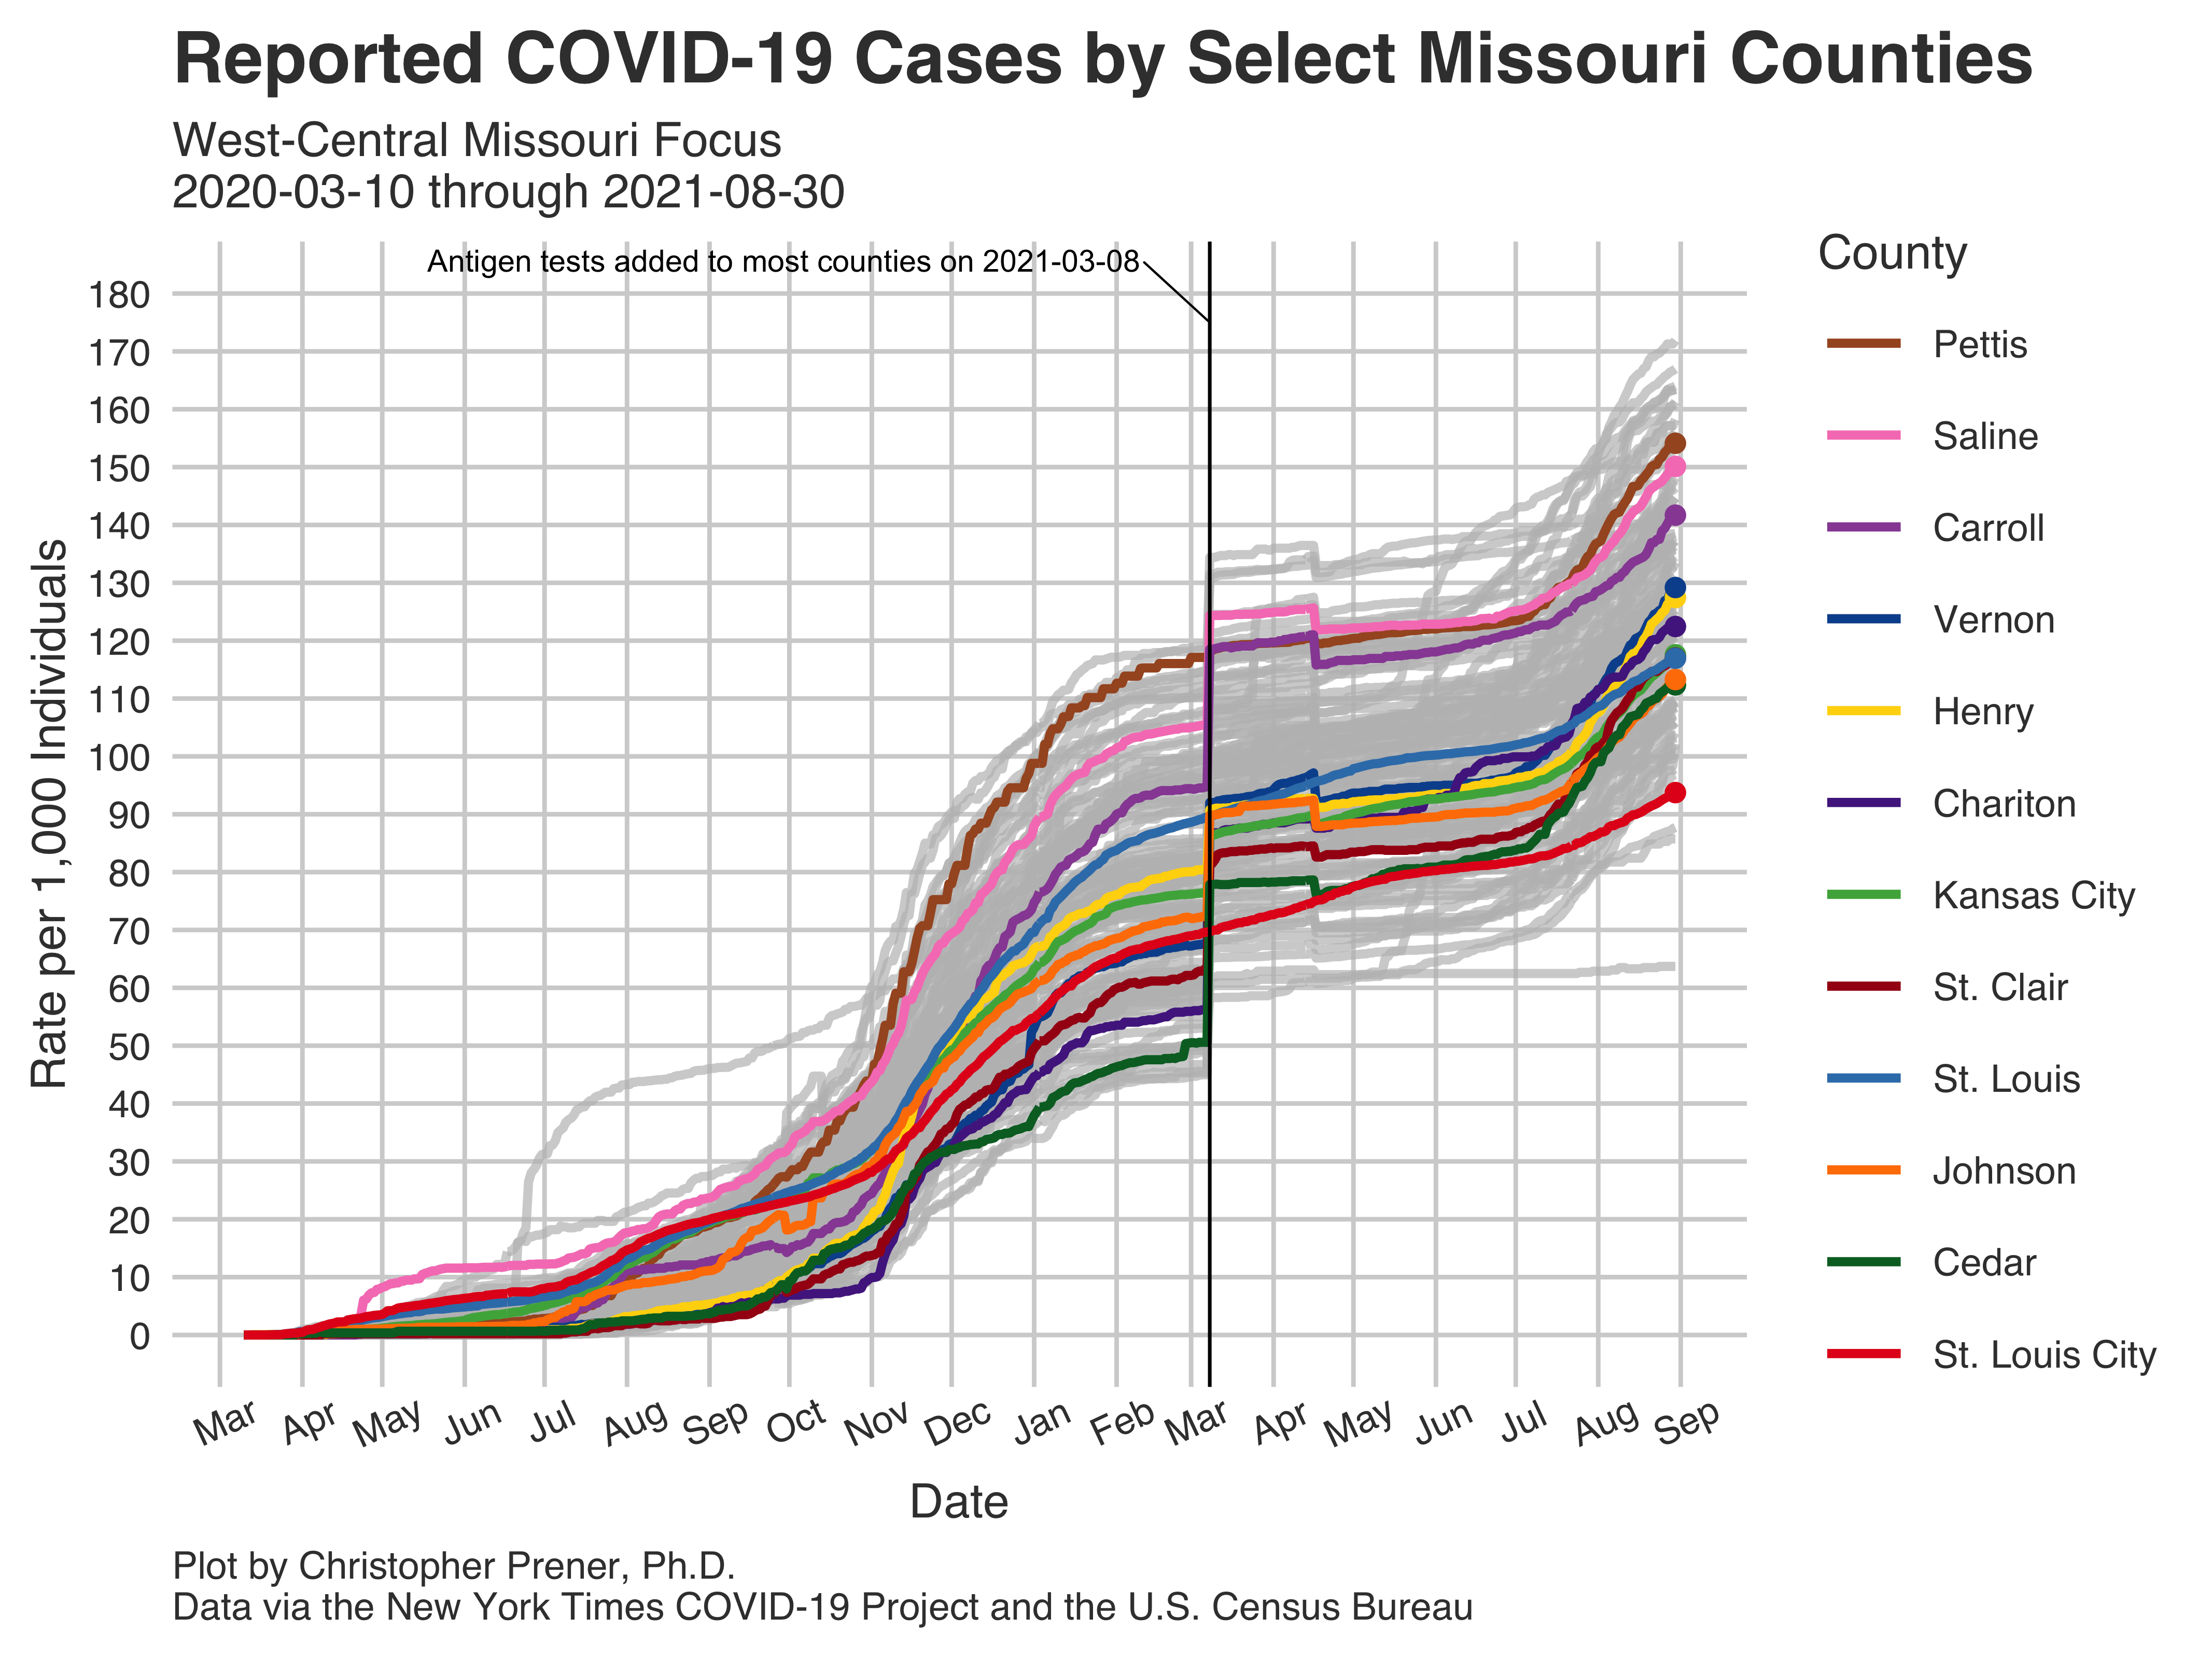 Reported COVID-19 Cases by Select Missouri Counties
West-Central Missouri Focus
2020-03-10 through 2021-08-30
Antigen tests added to most counties on 2021-03-08
Rate per 1,000 Individuals
180
170
160
150
140
130
120
110
100
90
80
70
60
50
40
30
20
10
0
Mar Apr May Jun Jul Aug Sep Oct Nov Dec Jan Feb Mar Apr May Jun Jul Aug Sep
Date
County
Pettis
Saline
Carroll
Vernon
Henry
Chariton
Kansas City
St. Clair
St. Louis
Johnson
Cedar
St. Louis City
Plot by Christopher Prener, Ph.D.
Data via the New York Times COVID-19 Project and the U.S. Census Bureau